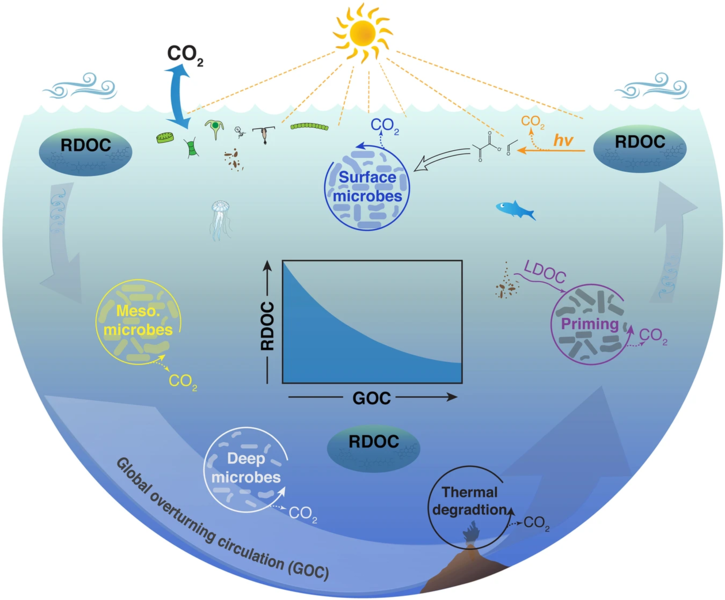 CO2
RDOC
CO2
CO2
hv
RDOC
Surface
microbes
LDOC
Meso.
microbes
CO2
RDOC
GOC
Priming
CO2
RDOC
Deep
microbes
CO2
Thermal
degradtion
CO2
Global overturning circulation (GOC)